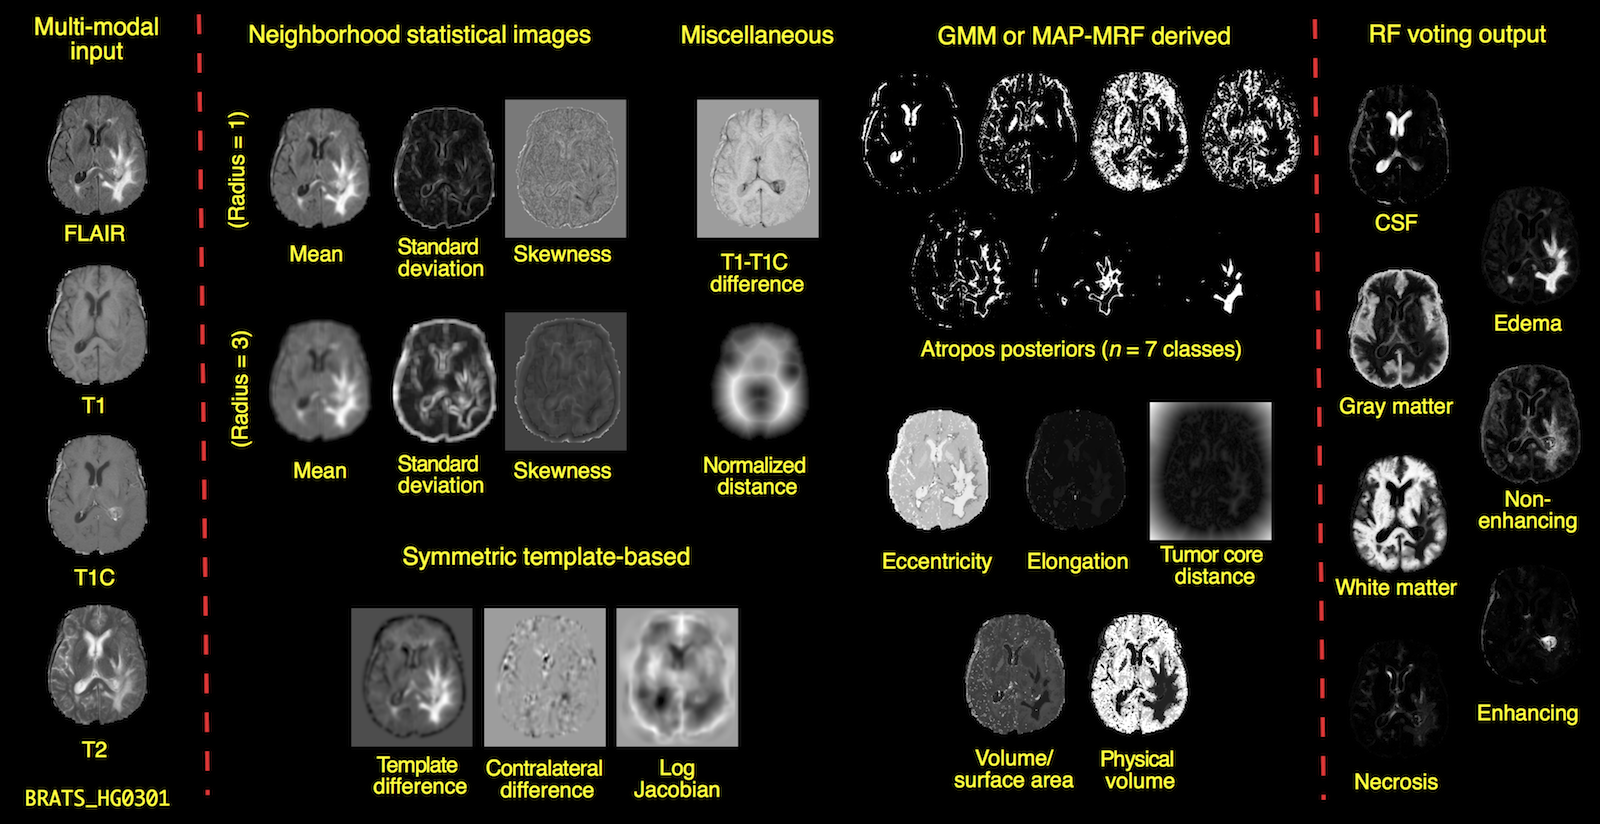 Multi-modal
input
FLAIR
T1
T1C
T2
BRATS_HG0301
Neighborhood statistical images
(Radius = 1)
Mean
Standard
deviation
Skewness
(Radius = 3)
Mean
Standard
deviation
Skewness
Miscellaneous
T1-T1C
difference
Normalized
distance
Symmetric template-based
Template
difference
Contralateral
difference
Log
Jacobian
GMM or MAP-MRF derived
Atropos posteriors (n = 7 classes)
Eccentricity
Elongation
Tumor core
distance
Volume/
surface area
Physical
volume
RF voting output
CSF
Edema
Gray matter
Non-
enhancing
White matter
Enhancing
Necrosis